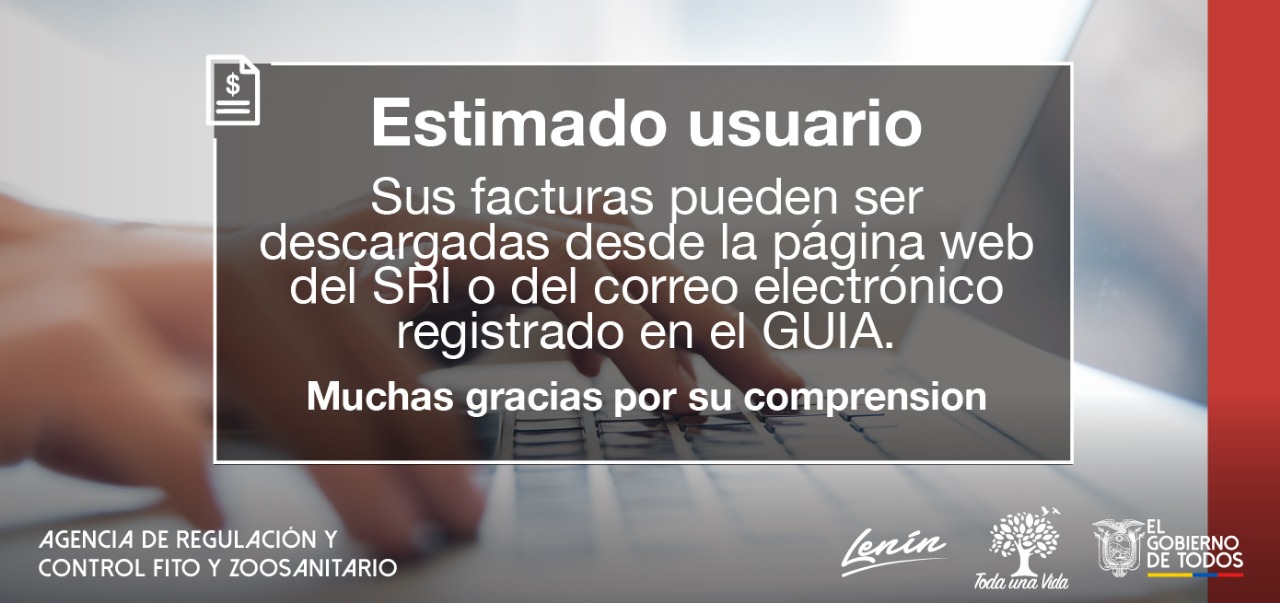 $
Estimado usuario
Sus facturas pueden ser
descargadas desde la página web
del SRI o del correo electrónico
registrado en el GUIA.
Muchas gracias por su comprension
AGENCIA DE REGULACIÓN Y
CONTROL FITO Y ZOOSANITARIO
Lenín
Toda una Vida
EL
GOBIERNO
DE TODOS